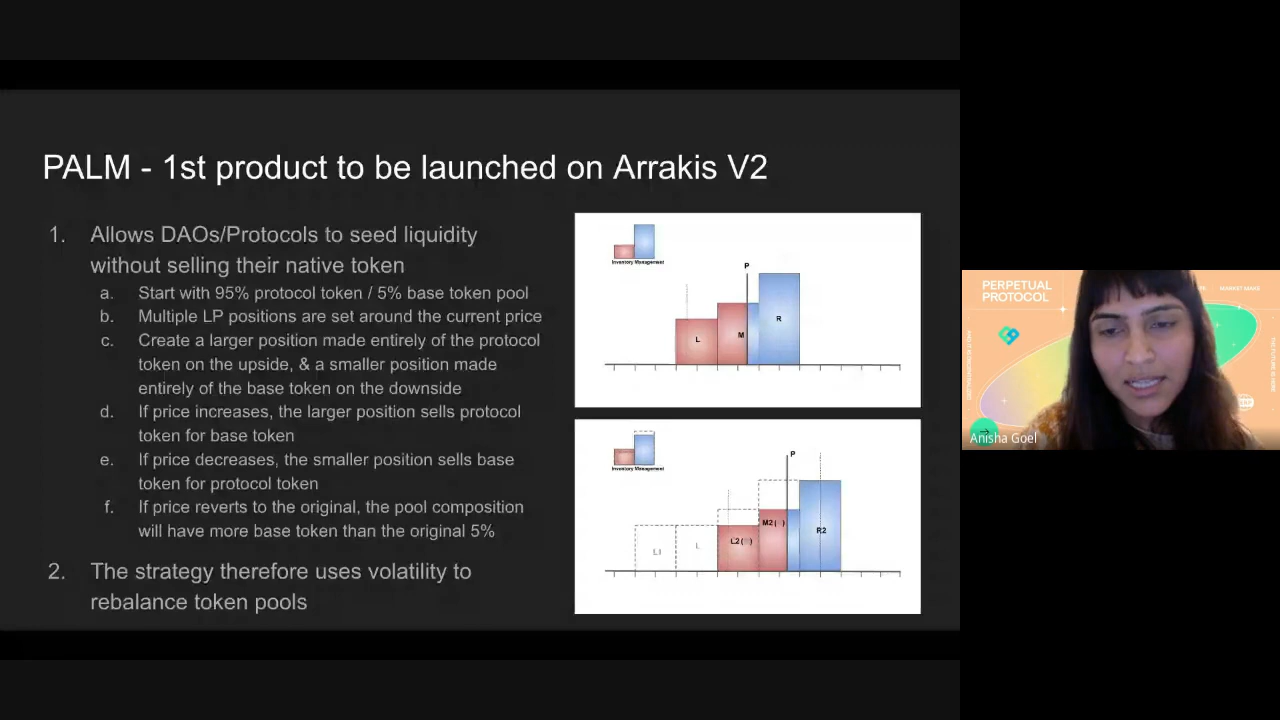 PALM - 1st product to be launched on Arrakis V2
1. Allows DAOs/Protocols to seed liquidity
without selling their native token
a. Start with 95% protocol token / 5% base token pool
b. Multiple LP positions are set around the current price
c. Create a larger position made entirely of the protocol
token on the upside, & a smaller position made
entirely of the base token on the downside
d. If price increases, the larger position sells protocol
token for base token
e. If price decreases, the smaller position sells base
token for protocol token
f. If price reverts to the original, the pool composition
will have more base token than the original 5%
2. The strategy therefore uses volatility to
rebalance token pools
Inventory Management
P
L
M
R
Inventory Management
P
L
L2 ( )
M2 ( )
R2
PERPETUAL
PROTOCOL
MARKET MAKE
Anisha Goel